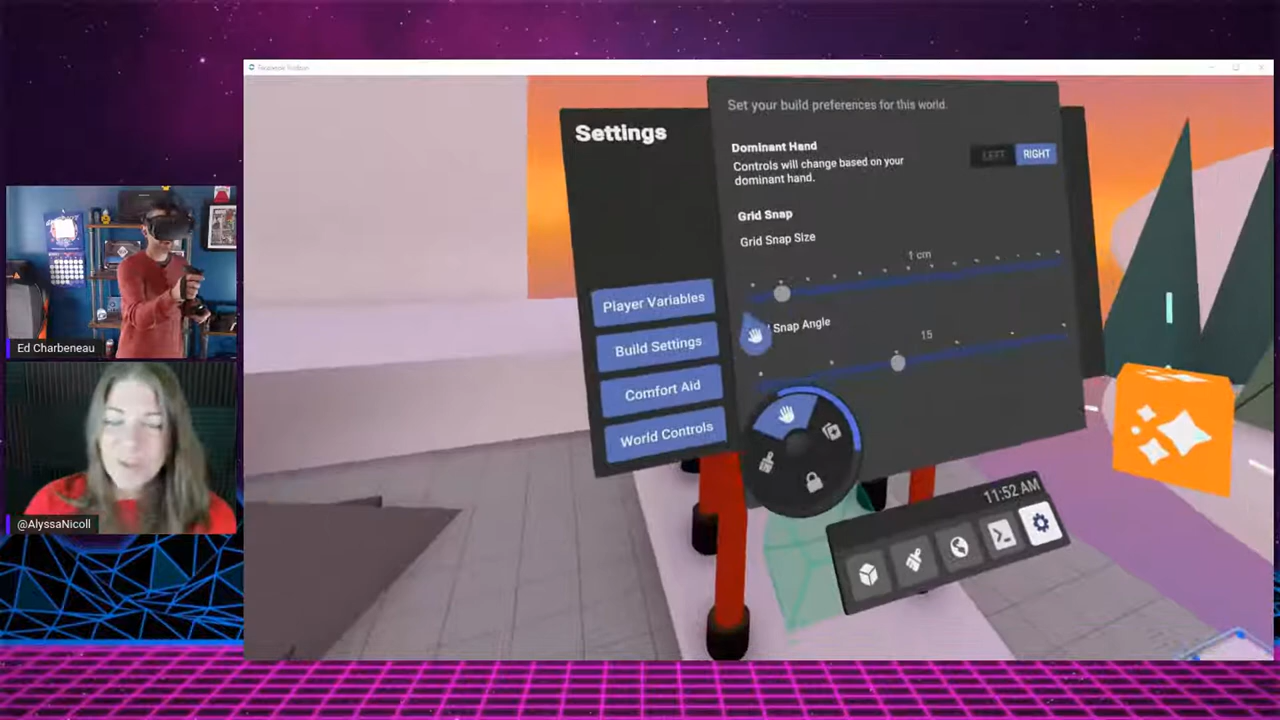 Settings
Set your build preferences for this world.
Dominant Hand
Controls will change based on your
dominant hand.
LEFT
RIGHT
Grid Snap
Grid Snap Size
1 cm
Snap Angle
15
Player Variables
Build Settings
Comfort Aid
World Controls
11:52 AM
Ed Charbeneau
@AlyssaNicoll